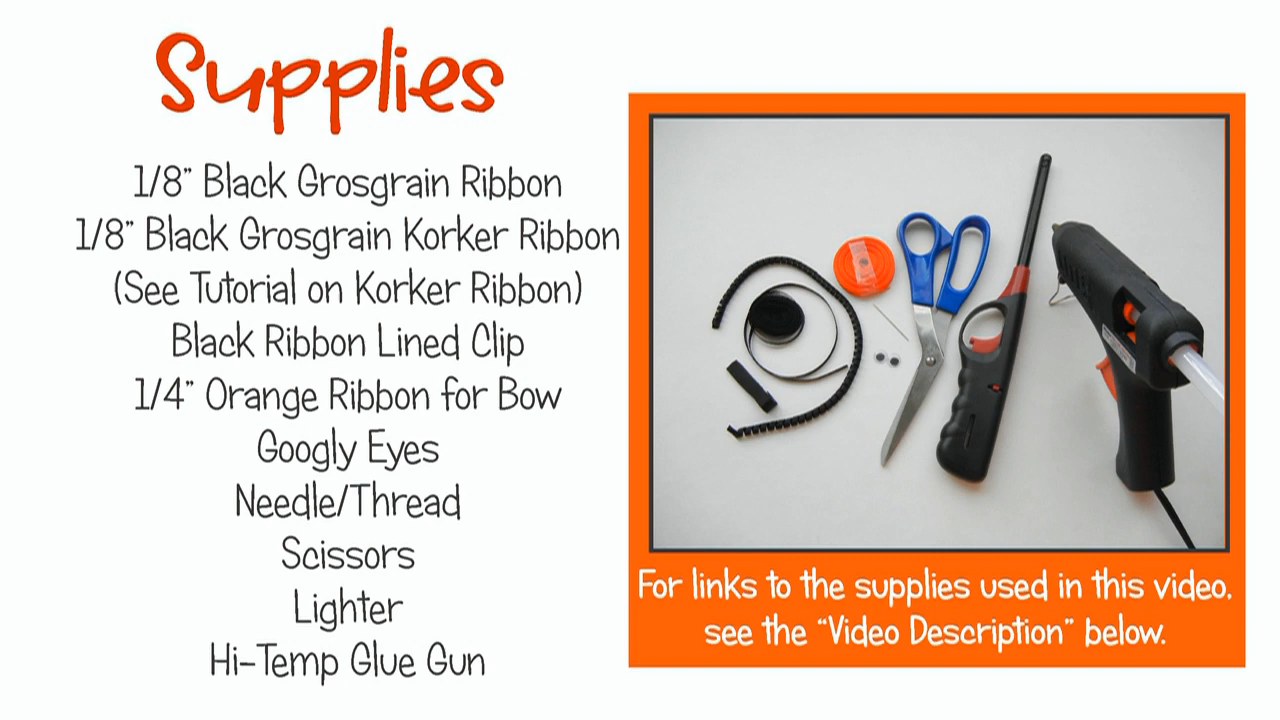 Supplies
1/8" Black Grosgrain Ribbon
1/8" Black Grosgrain Korker Ribbon
(See Tutorial on Korker Ribbon)
Black Ribbon Lined Clip
1/4" Orange Ribbon for Bow
Googly Eyes
Needle/Thread
Scissors
Lighter
Hi-Temp Glue Gun
For links to the supplies used in this video.
see the "Video Description" below.